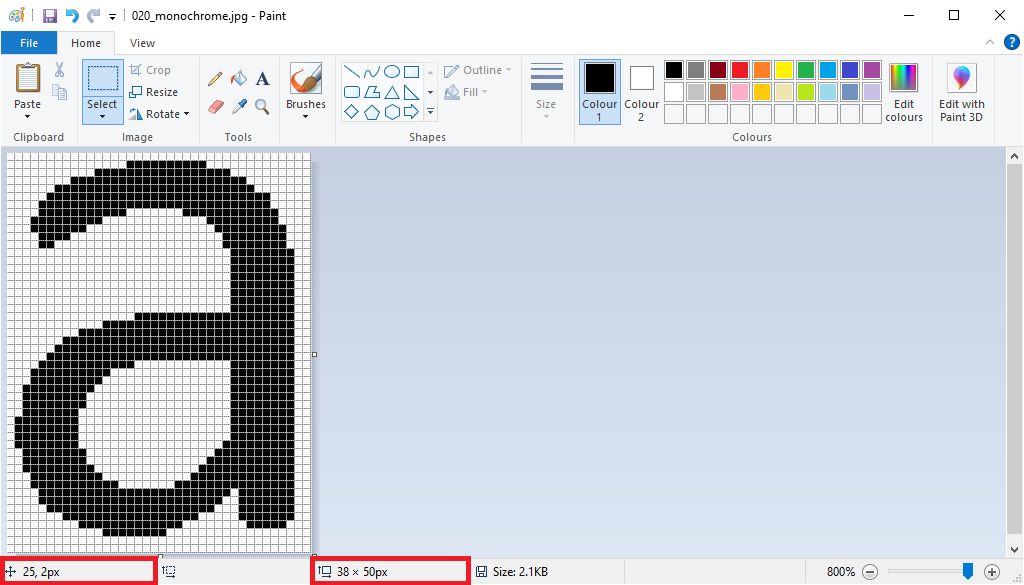 020_monochrome.jpg - Paint
File Home View
Paste
Clipboard
Select
Crop
Resize
Rotate
Image
A
Tools
Brushes
Shapes
Outline
Fill
Size
Colour 1
Colour 2
Edit colours
Colours
Edit with Paint 3D
a
25, 2px
38 × 50px
Size: 2.1KB
800%